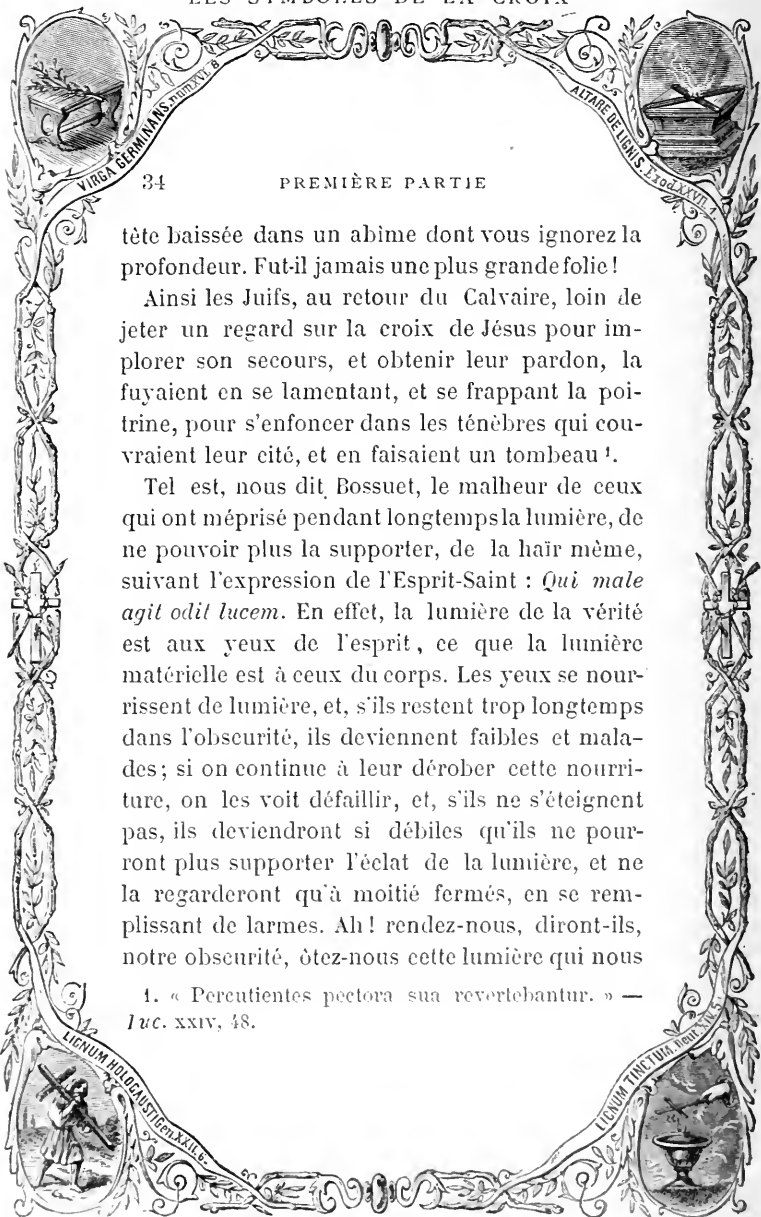 LES SYMBOLES DE LA CROIX
VIRGA GERMINANS. num XVI. 8
ALTARE DE LIGNIS. Exod. XXVII. 1.
34 PREMIÈRE PARTIE
tête baissée dans un abîme dont vous ignorez la
profondeur. Fut-il jamais une plus grande folie !
Ainsi les Juifs, au retour du Calvaire, loin de
jeter un regard sur la croix de Jésus pour im-
plorer son secours, et obtenir leur pardon, la
fuyaient en se lamentant, et se frappant la poi-
trine, pour s'enfoncer dans les ténèbres qui cou-
vraient leur cité, et en faisaient un tombeau ¹.
Tel est, nous dit Bossuet, le malheur de ceux
qui ont méprisé pendant longtemps la lumière, de
ne pouvoir plus la supporter, de la haïr même,
suivant l'expression de l'Esprit-Saint : Qui male
agit odit lucem. En effet, la lumière de la vérité
est aux yeux de l'esprit, ce que la lumière
matérielle est à ceux du corps. Les yeux se nour-
rissent de lumière, et, s'ils restent trop longtemps
dans l'obscurité, ils deviennent faibles et mala-
des ; si on continue à leur dérober cette nourri-
ture, on les voit défaillir, et, s'ils ne s'éteignent
pas, ils deviendront si débiles qu'ils ne pour-
ront plus supporter l'éclat de la lumière, et ne
la regarderont qu'à moitié fermés, en se rem-
plissant de larmes. Ah ! rendez-nous, diront-ils,
notre obscurité, ôtez-nous cette lumière qui nous
1. « Percutientes pectora sua revertebantur. » —
Luc. XXIV, 48.
LIGNUM HOLOCAUSTI Gen. XXII. 6.
LIGNUM TINCTUM.